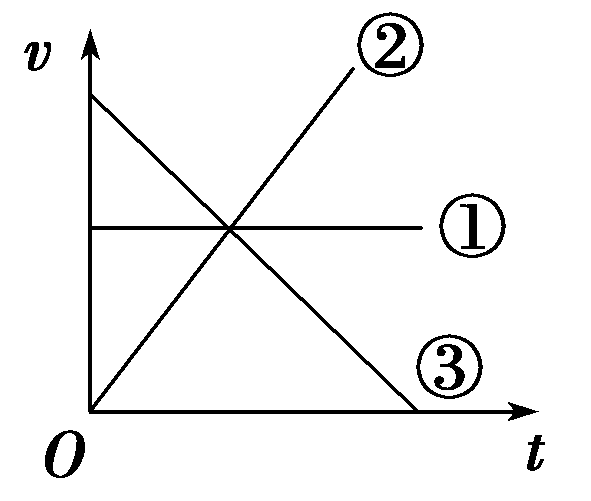 v
②
①
③
O
t